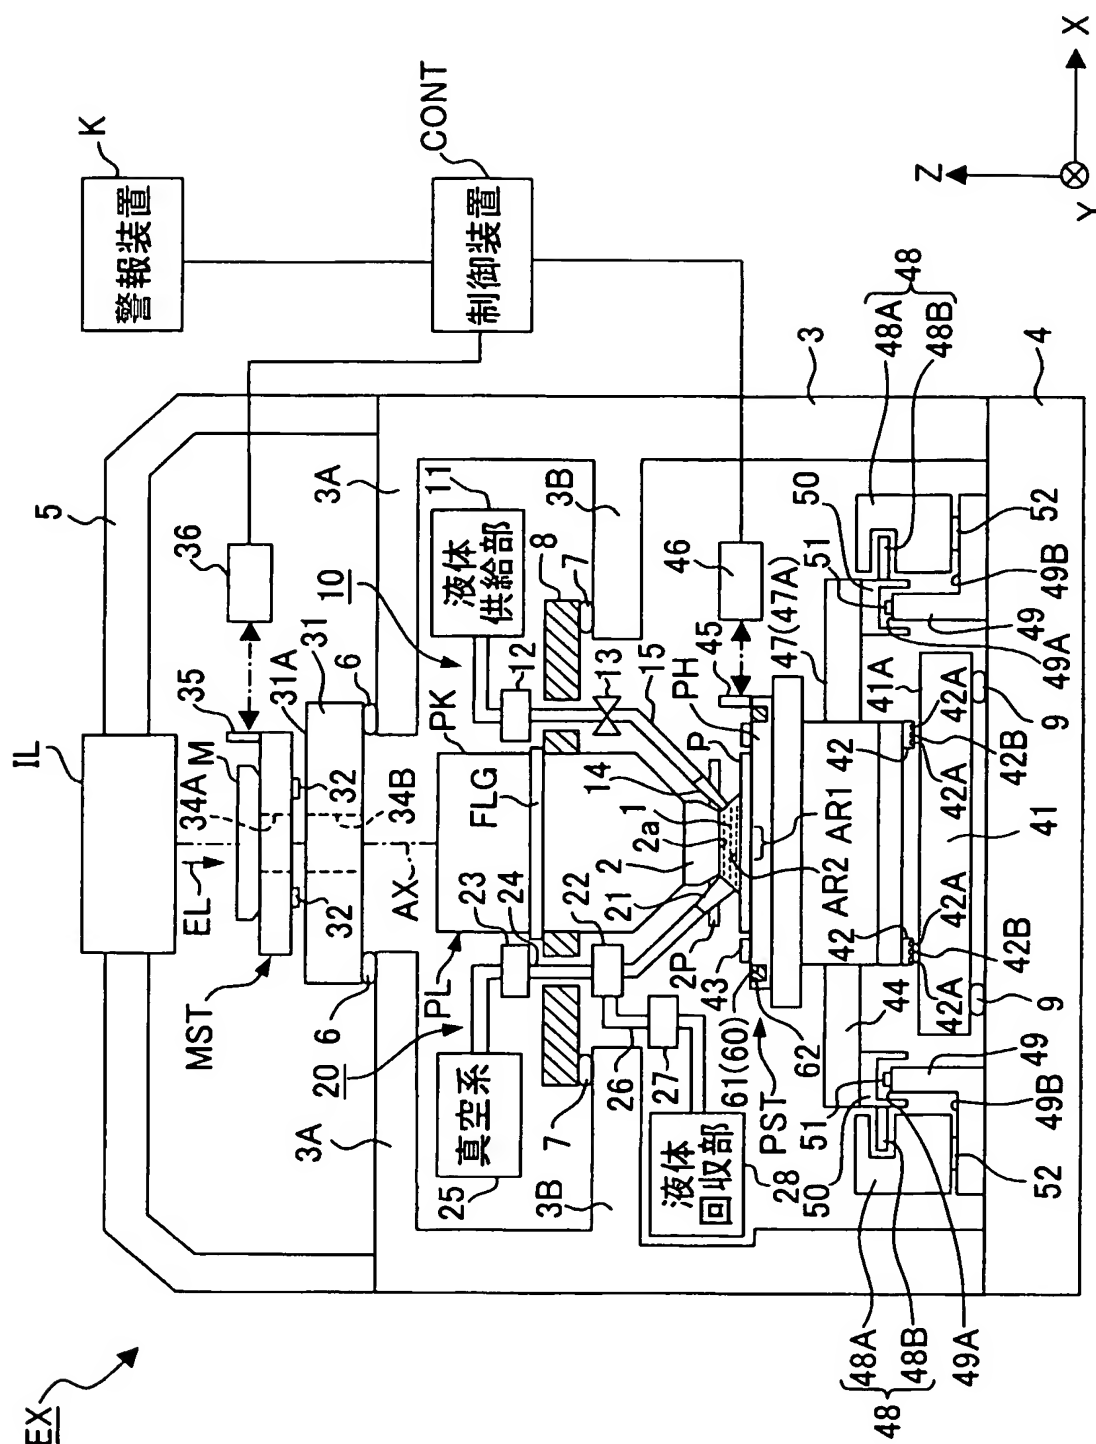 EX
IL
EL
34A
M
35
36
5
K
警報装置
CONT
制御装置
MST
32
32
34B
31A
31
6
6
3A
3A
AX
PL
PK
FLG
10
11
液体
供給部
12
8
7
3B
13
15
14
20
23
24
22
21
真空系
25
26
27
7
3B
液体
回収部
28
2
2a
1
2P
43
P
PH
45
46
61(60)
62
PST
AR2
AR1
47(47A)
44
42
42
42A
42A
42B
42A
42A
42B
41A
41
9
9
51
50
49
49B
52
49A
48A
48B
48
51
50
49A
49
49B
52
48A
48B
48
3
4
Z
Y
X